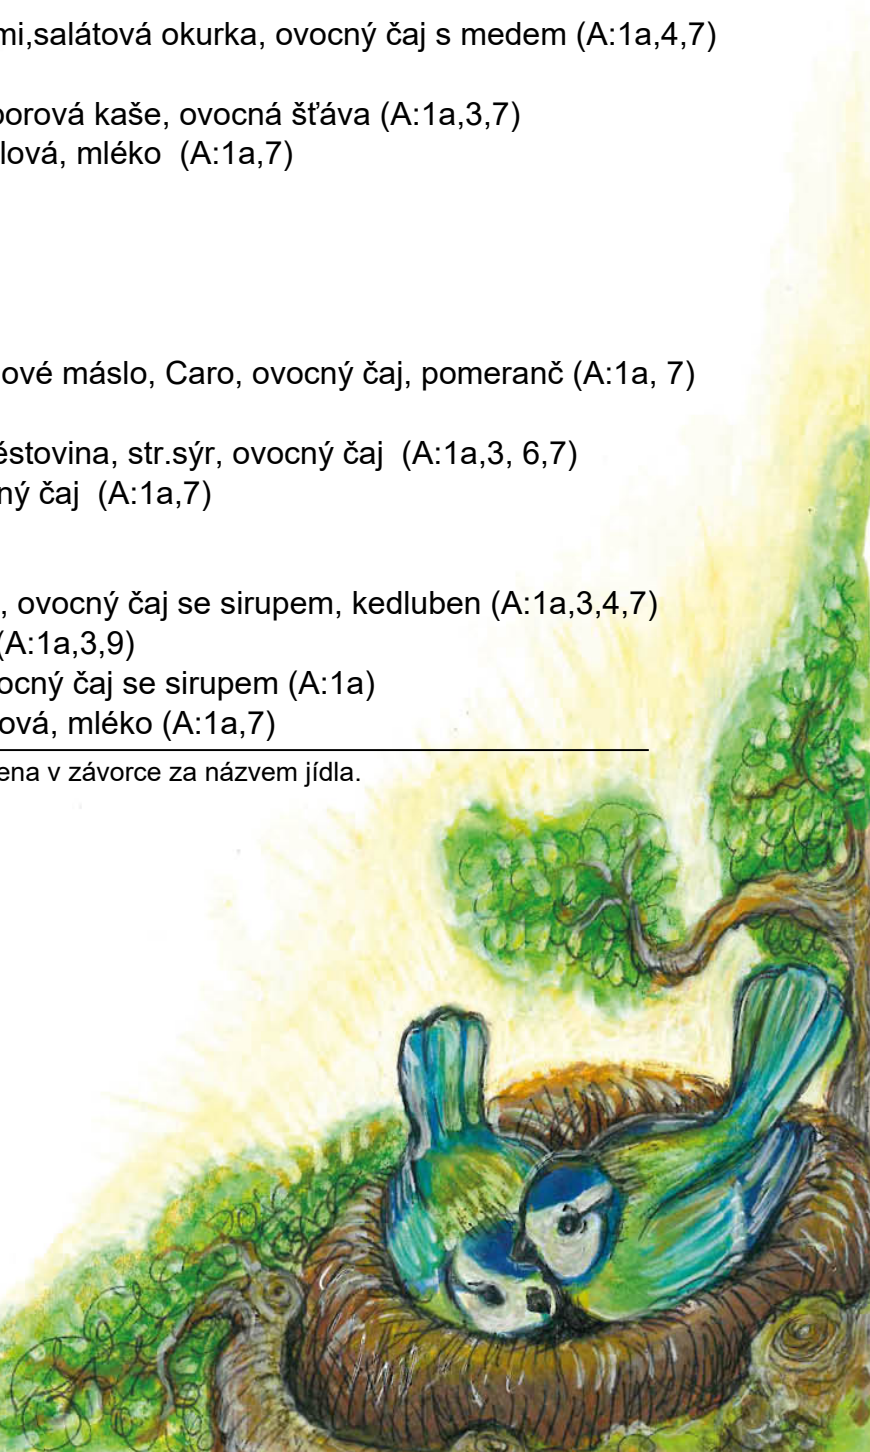 mi,salátová okurka, ovocný čaj s medem (A:1a,4,7)
borová kaše, ovocná šťáva (A:1a,3,7)
lová, mléko  (A:1a,7)
ové máslo, Caro, ovocný čaj, pomeranč (A:1a, 7)
ěstovina, str.sýr, ovocný čaj  (A:1a,3, 6,7)
ný čaj  (A:1a,7)
, ovocný čaj se sirupem, kedluben (A:1a,3,4,7)
(A:1a,3,9)
ocný čaj se sirupem (A:1a)
ová, mléko (A:1a,7)
ena v závorce za názvem jídla.